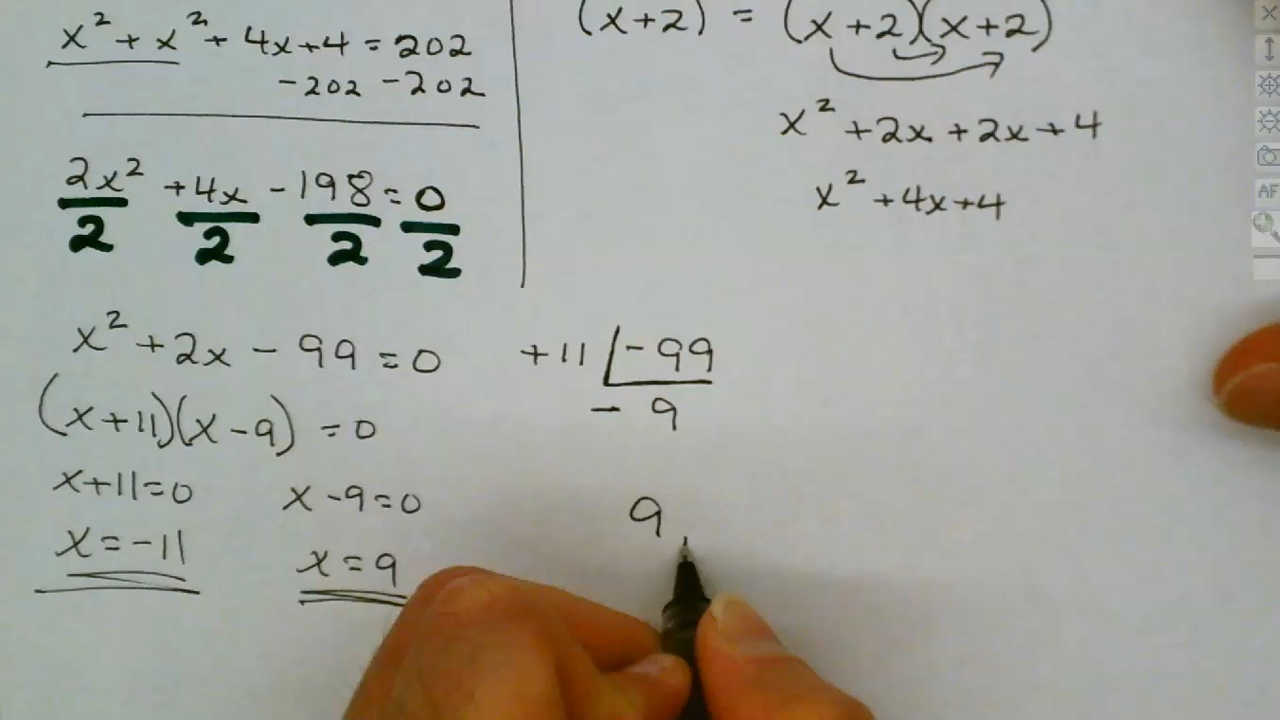 x² + x² + 4x+4 = 202
-202 -202
2x² +4x -198 = 0
2 2 2 2
x² +2x - 99 = 0
(x+11)(x-9) = 0
x+11=0 x-9=0
x=-11 x=9
(x+2) = (x+2)(x+2)
x² +2x+2x+4
x² +4x+4
+11 -99
- 9
9,
AF